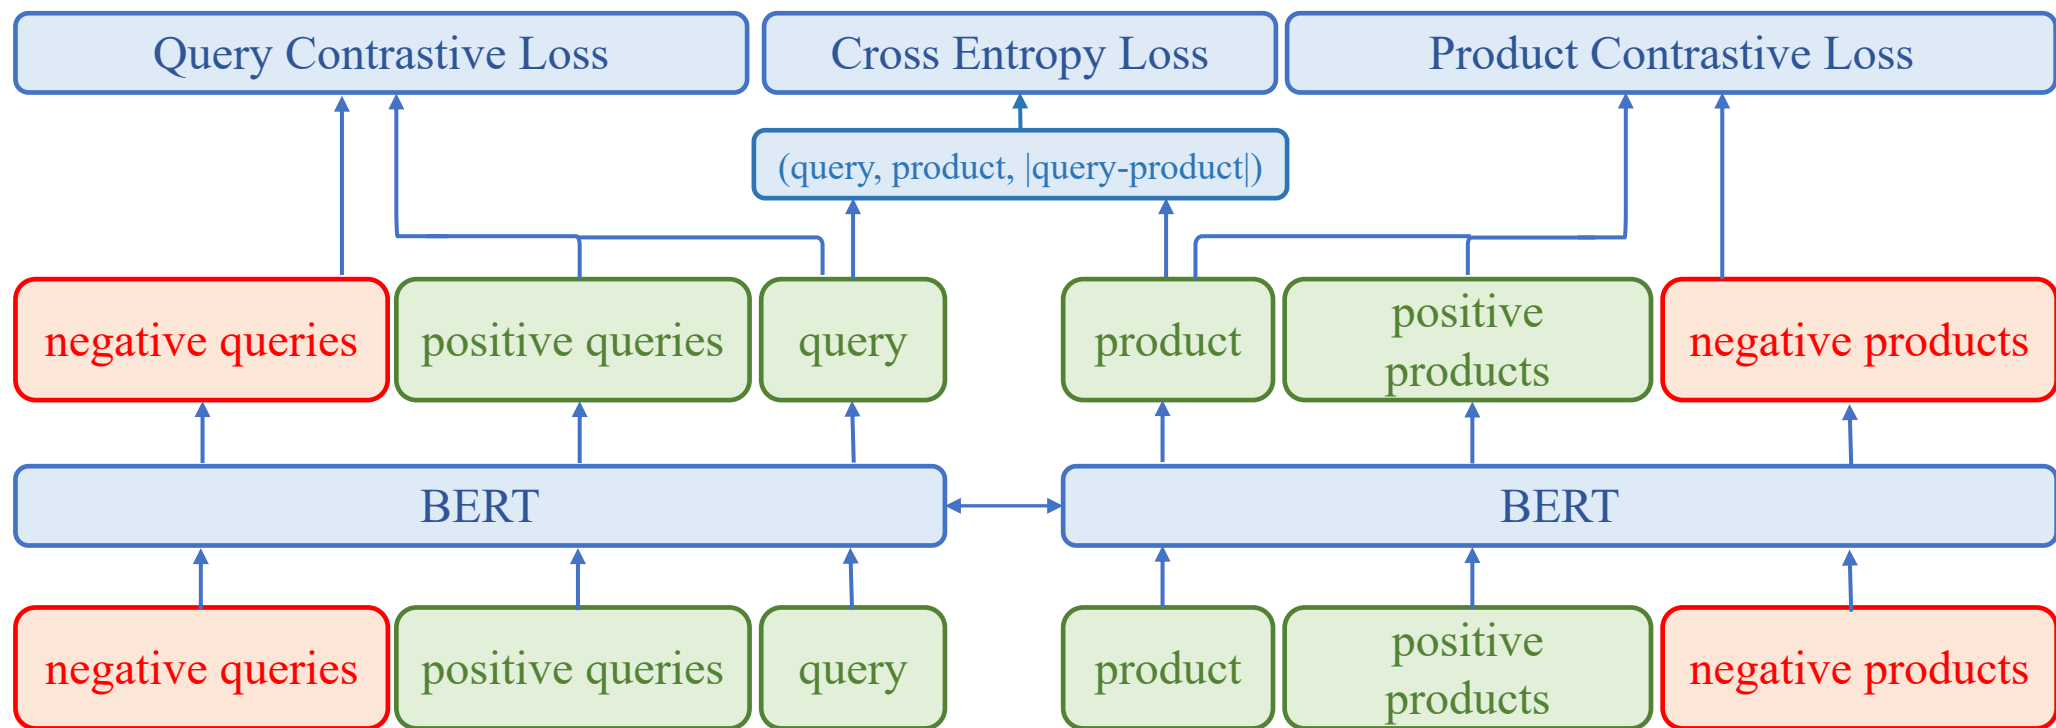 Query Contrastive Loss
Cross Entropy Loss
Product Contrastive Loss
(query, product, |query-product|)
negative queries
positive queries
query
product
positive
products
negative products
BERT
BERT
negative queries
positive queries
query
product
positive
products
negative products